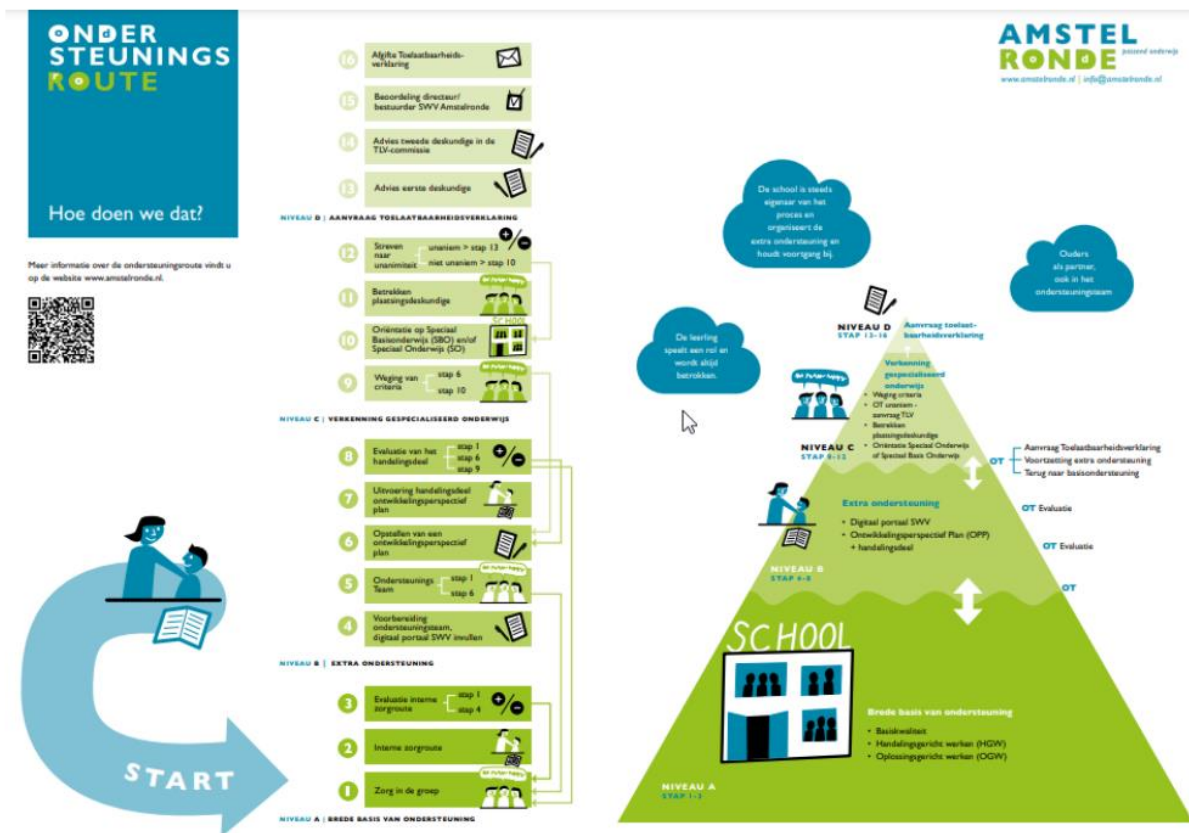 ONDER
STEUNINGS
ROUTE
Hoe doen we dat?
Meer informatie over de ondersteuningsroute vindt u
op de website www.amstelronde.nl.
START
16
Afgifte Toelaatbaarheids-
verklaring
15
Beoordeling directeur/
bestuurder SWV Amstelronde
14
Advies tweede deskundige in de
TLV-commissie
13
Advies eerste deskundige
NIVEAU D | AANVRAAG TOELAATBAARHEIDSVERKLARING
12
Streven
naar
unanimiteit
unaniem > stap 13
niet unaniem > stap 10
11
Betrekken
plaatsingsdeskundige
SCHOOL
10
Oriëntatie op Speciaal
Basisonderwijs (SBO) en/of
Speciaal Onderwijs (SO)
9
Weging van
criteria
stap 6
stap 10
NIVEAU C | VERKENNING GESPECIALISEERD ONDERWIJS
8
Evaluatie van het
handelingsdeel
stap 1
stap 6
stap 9
7
Uitvoering handelingsdeel
ontwikkelingsperspectief
plan
6
Opstellen van een
ontwikkelingsperspectief
plan
5
Ondersteunings
Team
stap 1
stap 6
4
Voorbereiding
ondersteuningsteam,
digitaal portaal SWV invullen
NIVEAU B | EXTRA ONDERSTEUNING
3
Evaluatie interne
zorgroute
stap 1
stap 4
2
Interne zorgroute
1
Zorg in de groep
NIVEAU A | BREDE BASIS VAN ONDERSTEUNING
AMSTEL
RONDE
passend onderwijs
www.amstelronde.nl | info@amstelronde.nl
De school is steeds
eigenaar van het
proces en
organiseert de
extra ondersteuning en
houdt voortgang bij.
Ouders
als partner,
ook in het
ondersteuningsteam
De leerling
speelt een rol en
wordt altijd
betrokken.
NIVEAU D
STAP 13-16
Aanvraag toelaat-
baarheidsverklaring
Verkenning
gespecialiseerd
onderwijs
• Weging criteria
• OT unaniem -
aanvraag TLV
• Betrekken
plaatsingsdeskundige
• Oriëntatie Speciaal Onderwijs
of Speciaal Basis Onderwijs
NIVEAU C
STAP 9-12
OT
Aanvraag Toelaatbaarheidsverklaring
Voortzetting extra ondersteuning
Terug naar basisondersteuning
Extra ondersteuning
• Digitaal portaal SWV
• Ontwikkelingsperspectief Plan (OPP)
+ handelingsdeel
OT Evaluatie
OT Evaluatie
NIVEAU B
STAP 4-8
OT
SCHOOL
Brede basis van ondersteuning
• Basiskwaliteit
• Handelingsgericht werken (HGW)
• Oplossingsgericht werken (OGW)
NIVEAU A
STAP 1-3